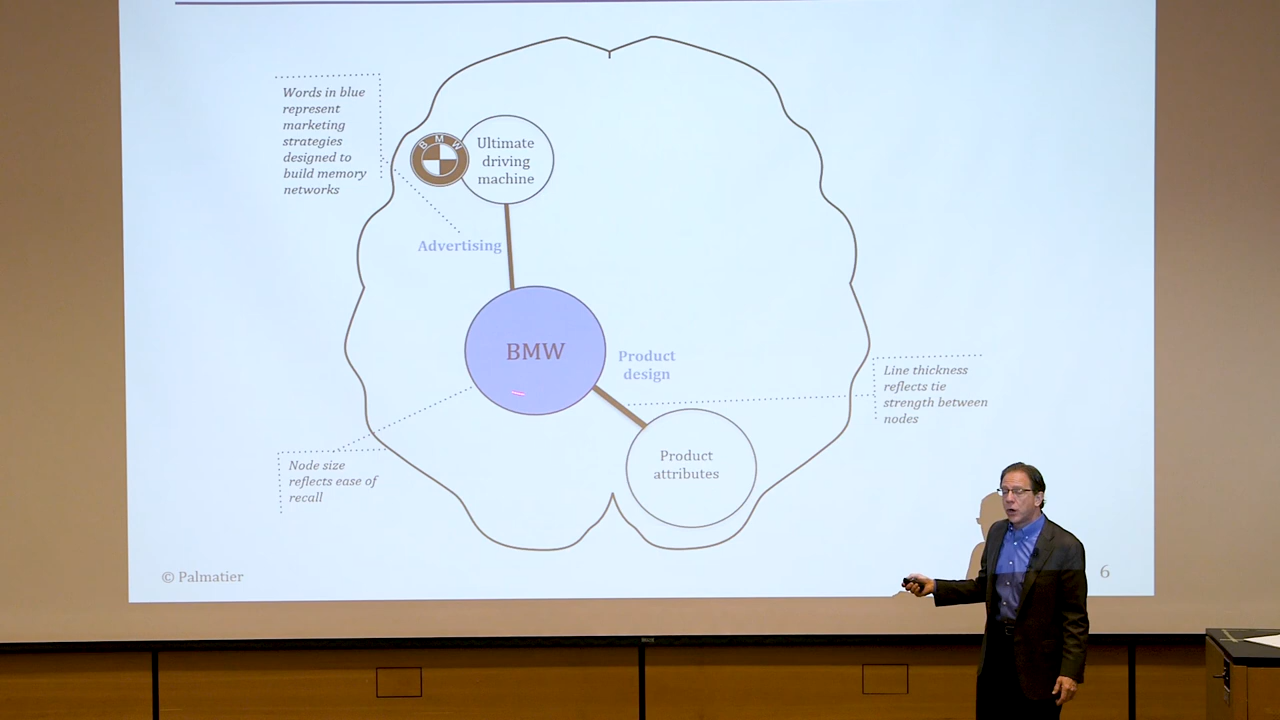 Words in blue
represent
marketing
strategies
designed to
build memory
networks
BMW
Ultimate
driving
machine
Advertising
BMW
Product
design
Line thickness
reflects tie
strength between
nodes
Product
attributes
Node size
reflects ease of
recall
© Palmatier
6